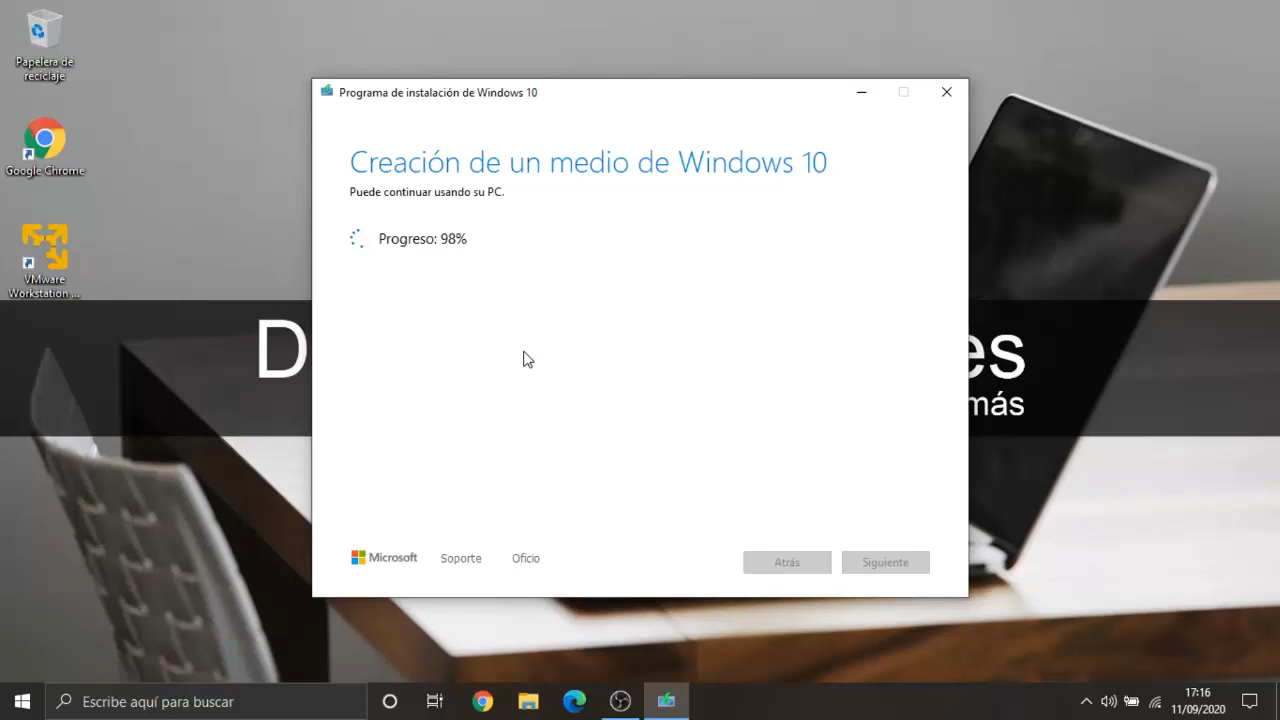 Papelera de
reciclaje
Google Chrome
VMware
Workstation ...
Programa de instalación de Windows 10
Creación de un medio de Windows 10
Puede continuar usando su PC.
Progreso: 98%
D
es
más
Microsoft
Soporte
Oficio
Atrás
Siguiente
Escribe aquí para buscar
17:16
11/09/2020